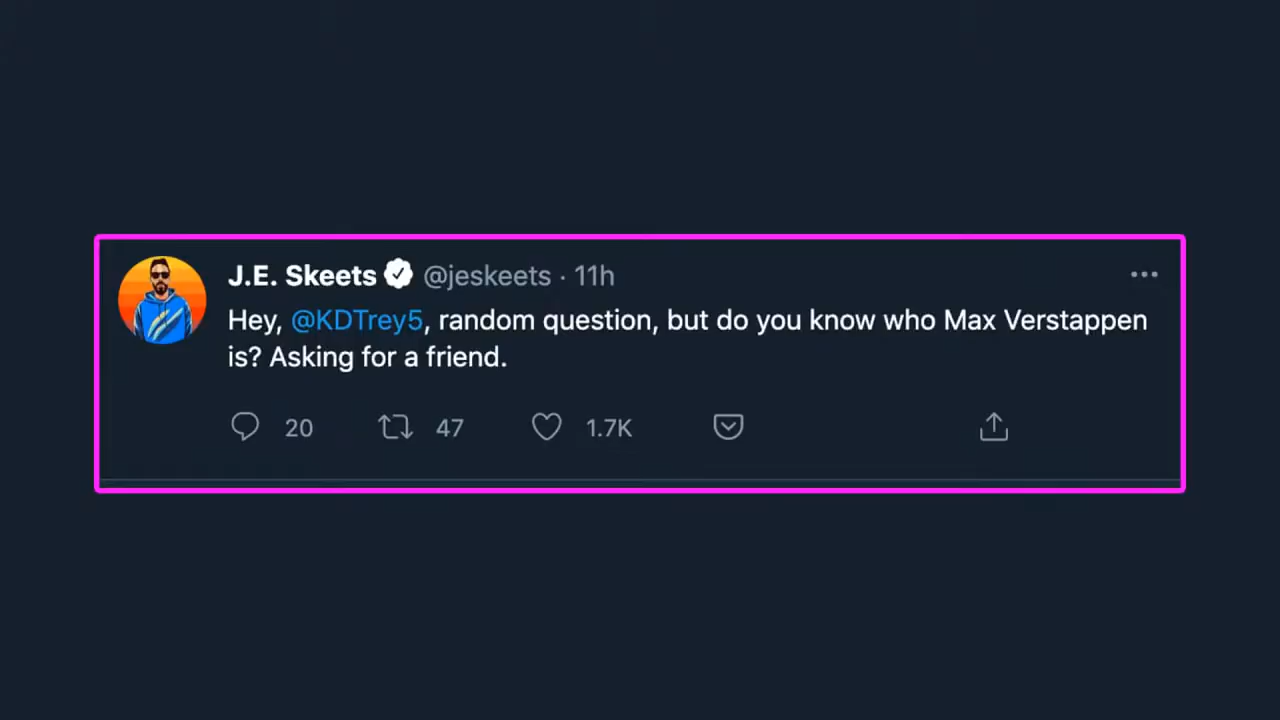 J.E. Skeets @jeskeets · 11h
Hey, @KDTrey5, random question, but do you know who Max Verstappen
is? Asking for a friend.
20 47 1.7K